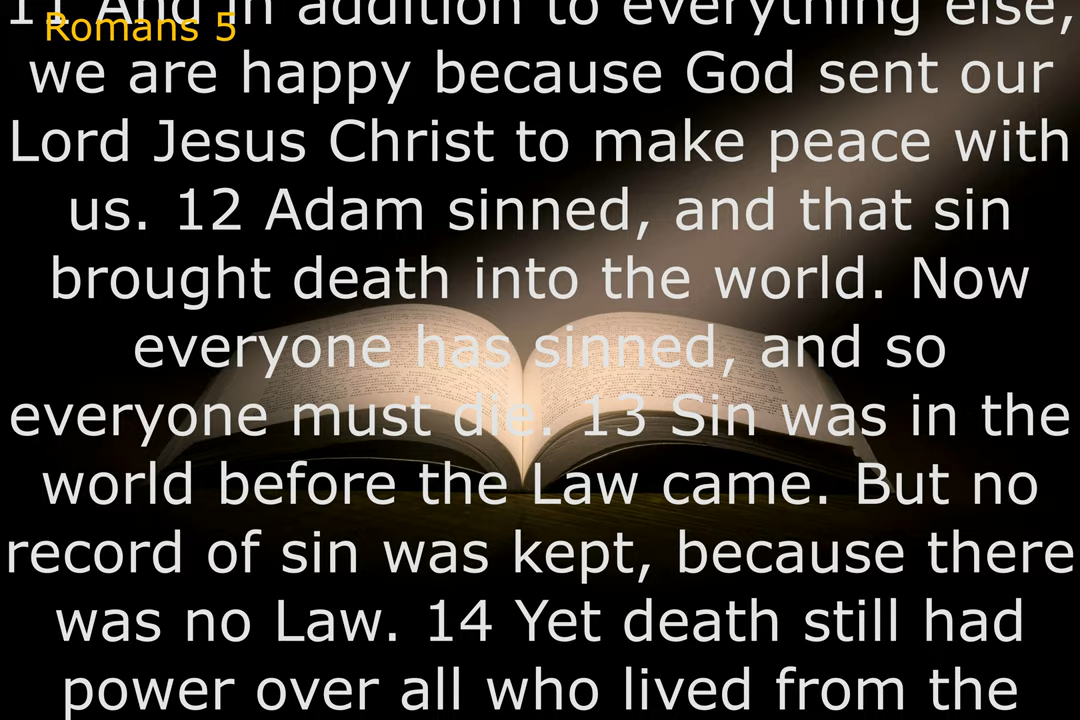 11 And in addition to everything else,
Romans 5
we are happy because God sent our
Lord Jesus Christ to make peace with
us. 12 Adam sinned, and that sin
brought death into the world. Now
everyone has sinned, and so
everyone must die. 13 Sin was in the
world before the Law came. But no
record of sin was kept, because there
was no Law. 14 Yet death still had
power over all who lived from the